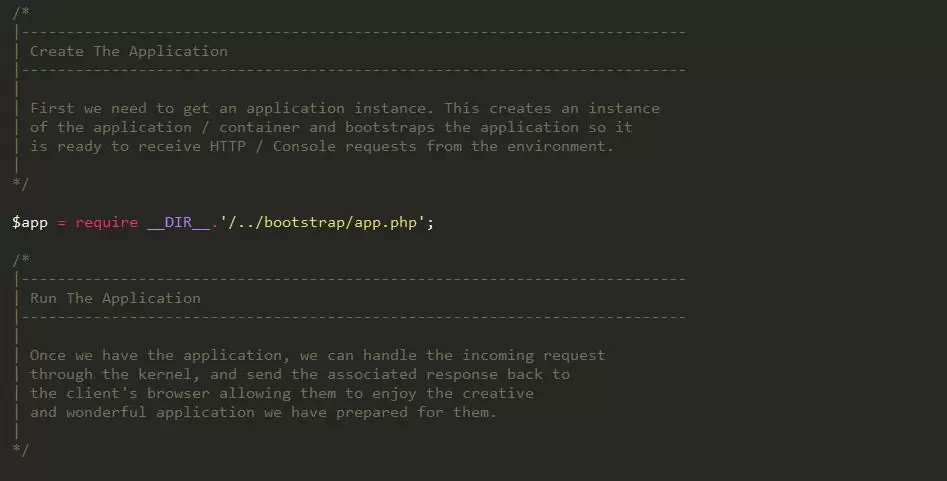 /*
|--------------------------------------------------------------------------
| Create The Application
|--------------------------------------------------------------------------
|
| First we need to get an application instance. This creates an instance
| of the application / container and bootstraps the application so it
| is ready to receive HTTP / Console requests from the environment.
|
*/
$app = require __DIR__.'/../bootstrap/app.php';
/*
|--------------------------------------------------------------------------
| Run The Application
|--------------------------------------------------------------------------
|
| Once we have the application, we can handle the incoming request
| through the kernel, and send the associated response back to
| the client's browser allowing them to enjoy the creative
| and wonderful application we have prepared for them.
|
*/